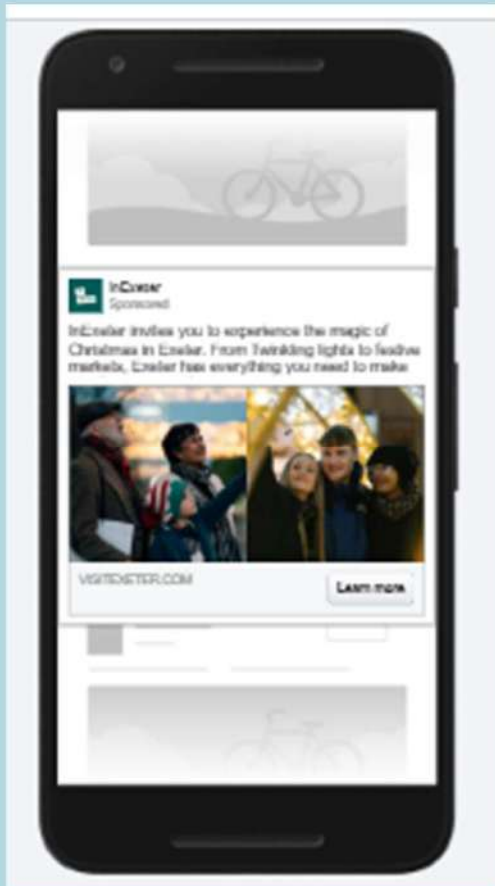 InExeter
Sponsored
InExeter invites you to experience the magic of
Christmas in Exeter. From Twinkling lights to festive
markets, Exeter has everything you need to make
VISITEXETER.COM
Learn more